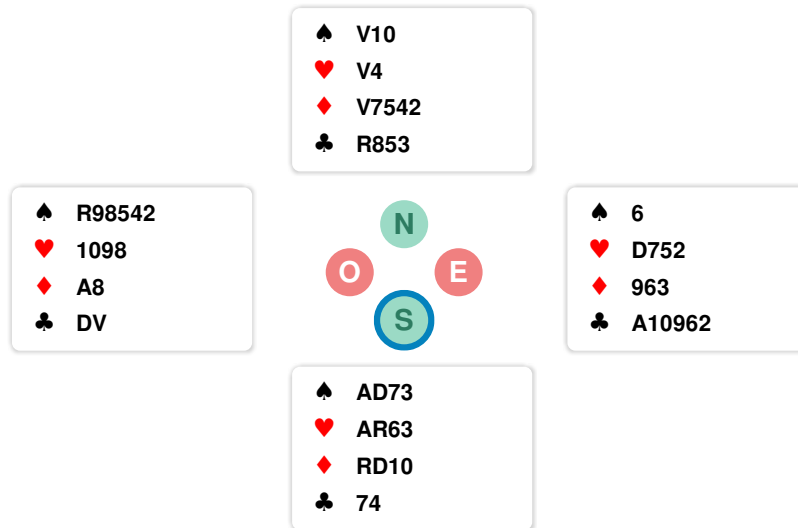 ♠ V10
♥ V4
♦ V7542
♣ R853
♠ R98542
♥ 1098
♦ A8
♣ DV
N
O E
S
♠ 6
♥ D752
♦ 963
♣ A10962
♠ AD73
♥ AR63
♦ RD10
♣ 74